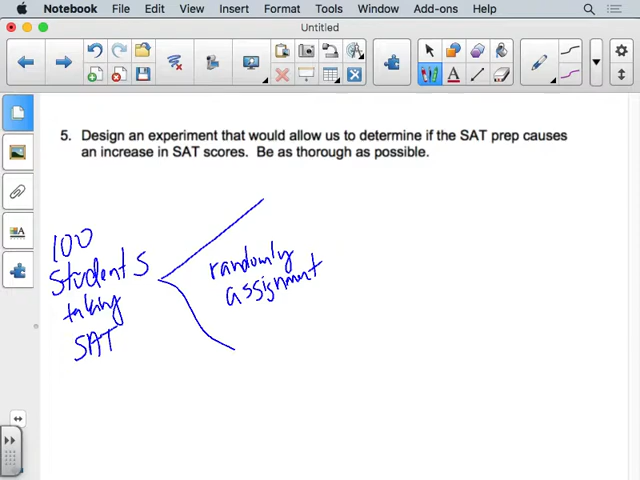 Notebook File Edit View Insert Format Tools Window Add-ons Help
Untitled
5. Design an experiment that would allow us to determine if the SAT prep causes
an increase in SAT scores. Be as thorough as possible.
100
Students
taking
SAT
randomly
assignment